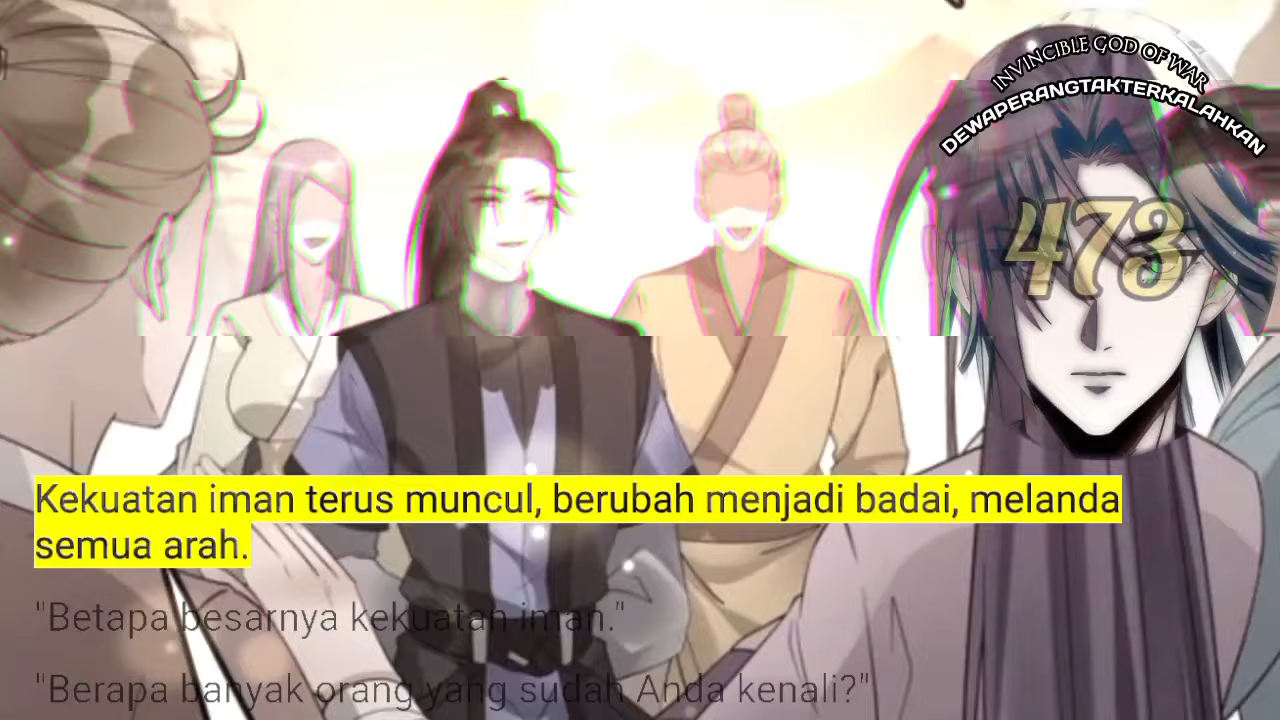 INVINCIBLE GOD OF WAR
DEWAPERANGTAKTERKALAHKAN
473
Kekuatan iman terus muncul, berubah menjadi badai, melanda
semua arah.
"Betapa besarnya kekuatan iman."
"Berapa banyak orang yang sudah Anda kenali?"